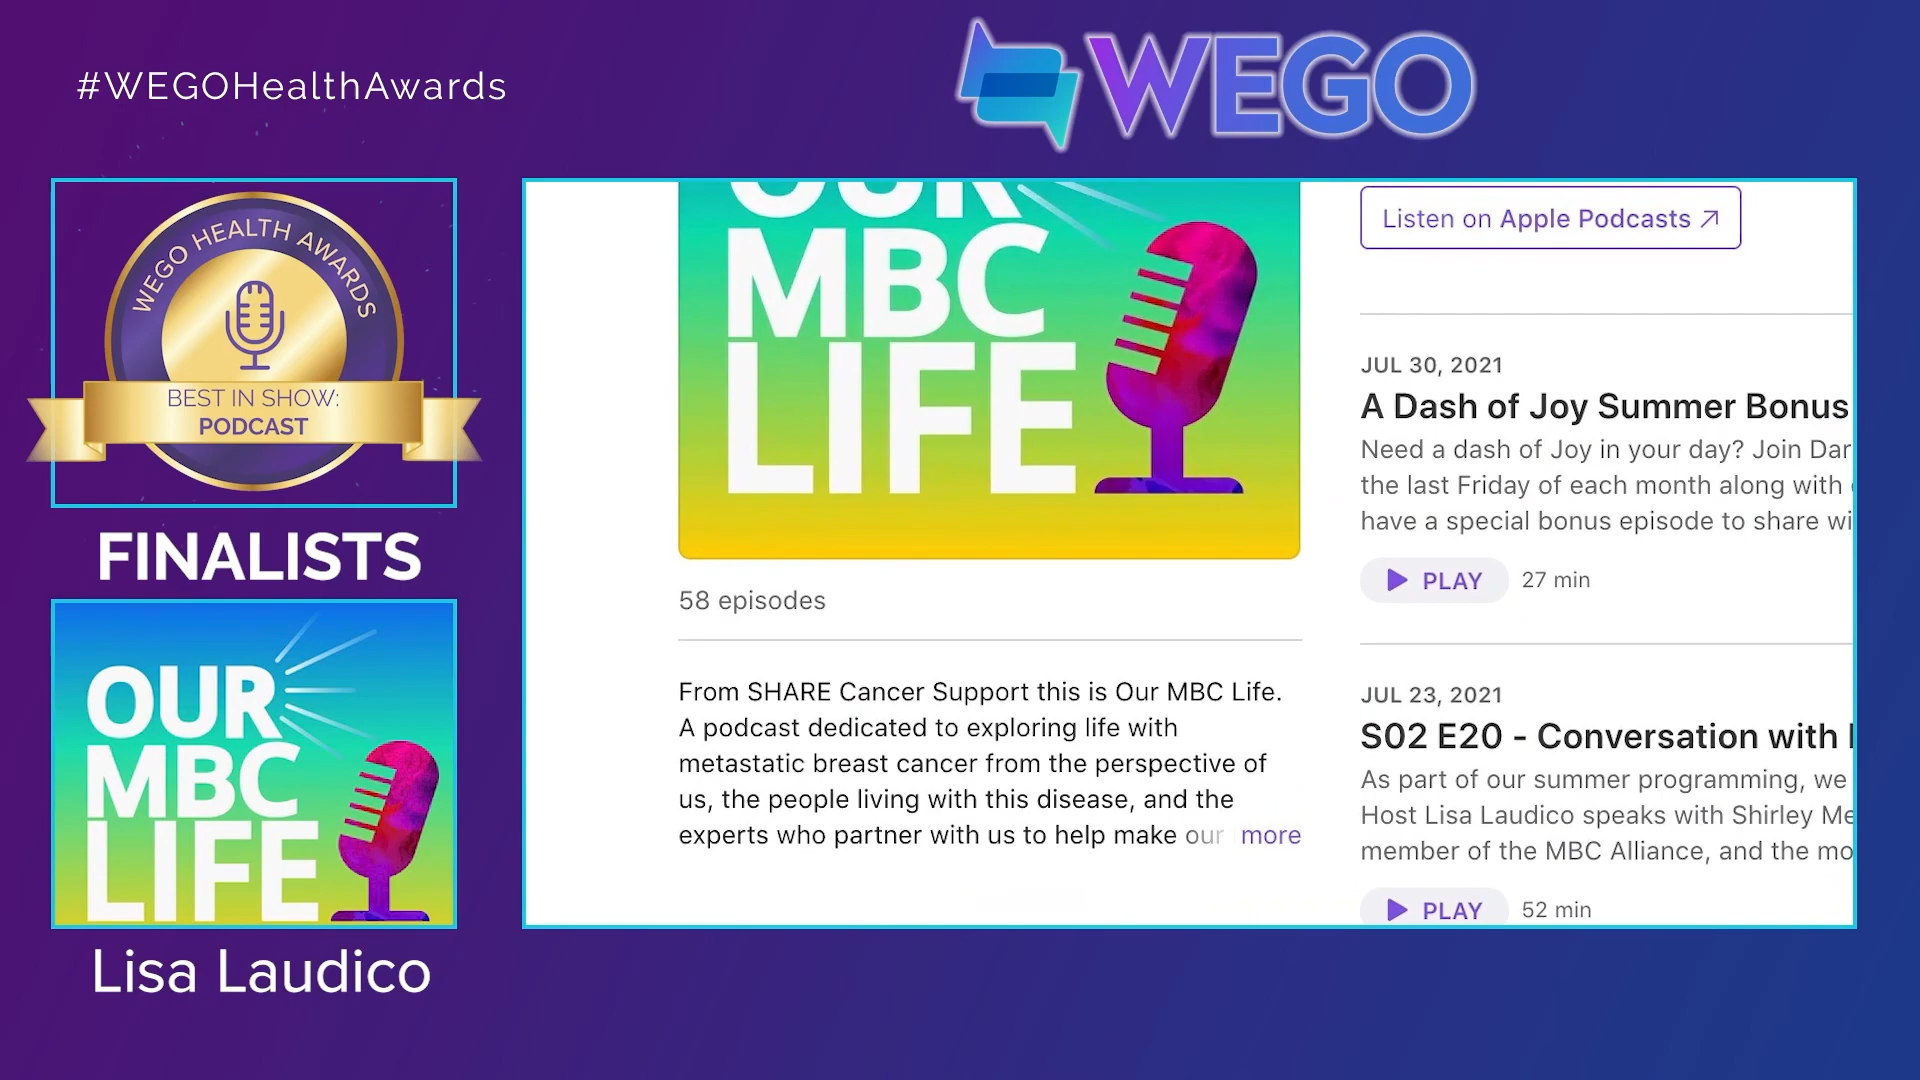 #WEGOHealthAwards
WEGO
WEGO HEALTH AWARDS
BEST IN SHOW:
PODCAST
FINALISTS
OUR
MBC
LIFE
Lisa Laudico
OUR
MBC
LIFE
58 episodes
From SHARE Cancer Support this is Our MBC Life.
A podcast dedicated to exploring life with
metastatic breast cancer from the perspective of
us, the people living with this disease, and the
experts who partner with us to help make our more
Listen on Apple Podcasts ↗
JUL 30, 2021
A Dash of Joy Summer Bonus
Need a dash of Joy in your day? Join
the last Friday of each month along with
have a special bonus episode to share
PLAY 27 min
JUL 23, 2021
S02 E20 - Conversation with
As part of our summer programming, we
Host Lisa Laudico speaks with Shirley
member of the MBC Alliance, and the
PLAY 52 min